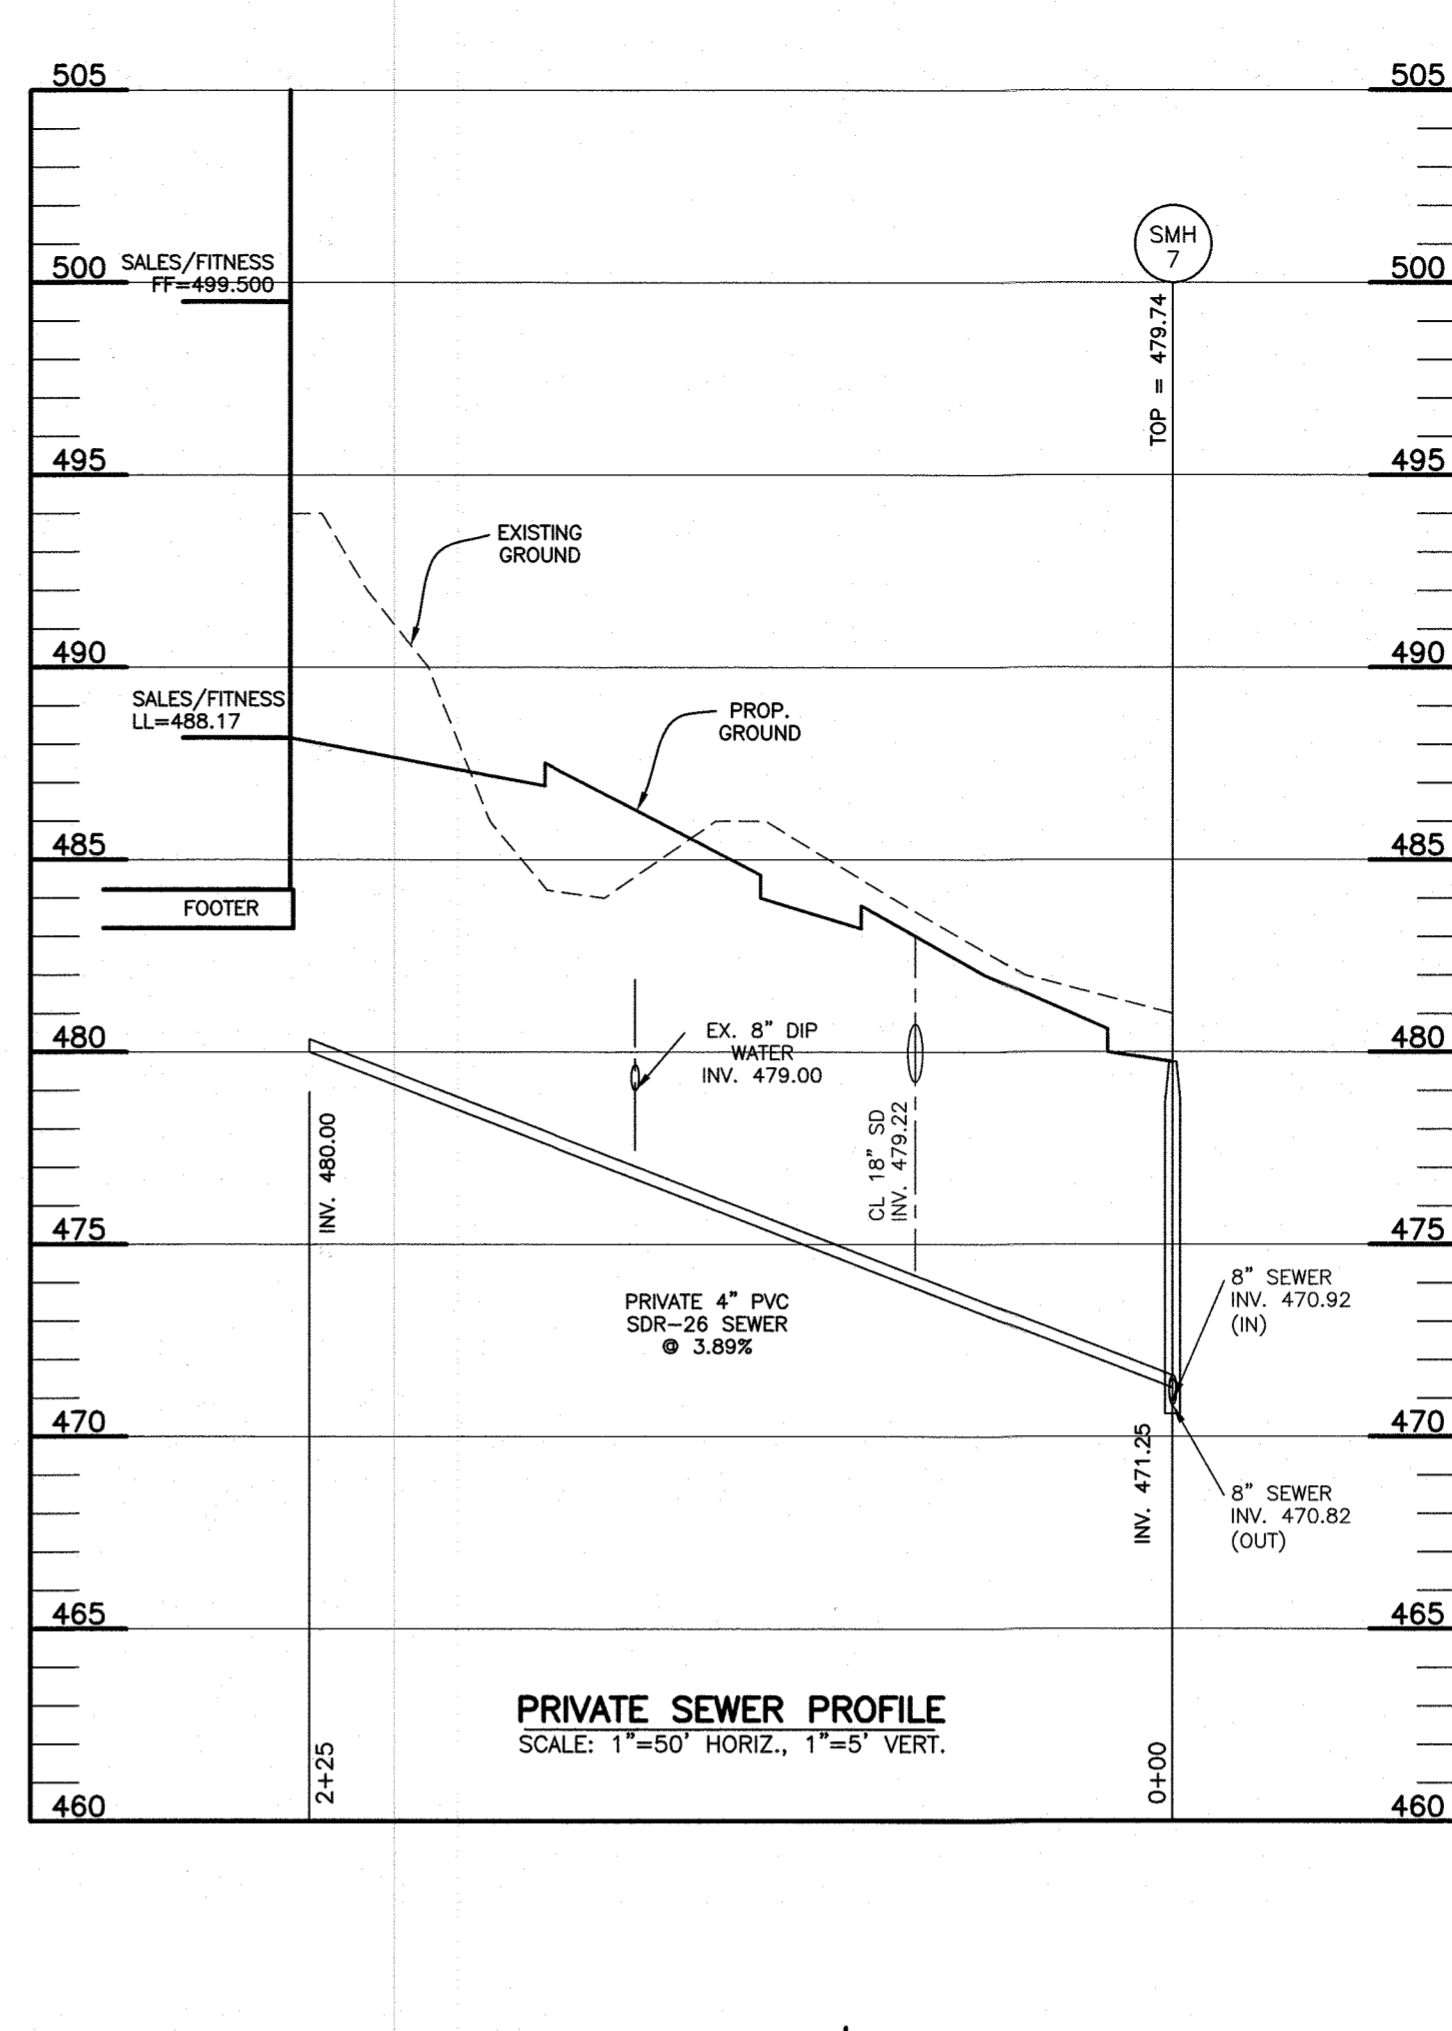 505
505
SMH
7
SALES/FITNESS
FF=499.500
500
500
TOP = 479.74
495
495
EXISTING
GROUND
490
490
SALES/FITNESS
LL=488.17
PROP.
GROUND
485
485
FOOTER
EX. 8" DIP
WATER
INV. 479.00
480
480
INV. 480.00
CL 18" SD
INV. 479.22
475
475
8" SEWER
INV. 470.92
(IN)
PRIVATE 4" PVC
SDR-26 SEWER
@ 3.89%
470
470
INV. 471.25
8" SEWER
INV. 470.82
(OUT)
465
465
PRIVATE SEWER PROFILE
SCALE: 1"=50' HORIZ., 1"=5' VERT.
2+25
0+00
460
460